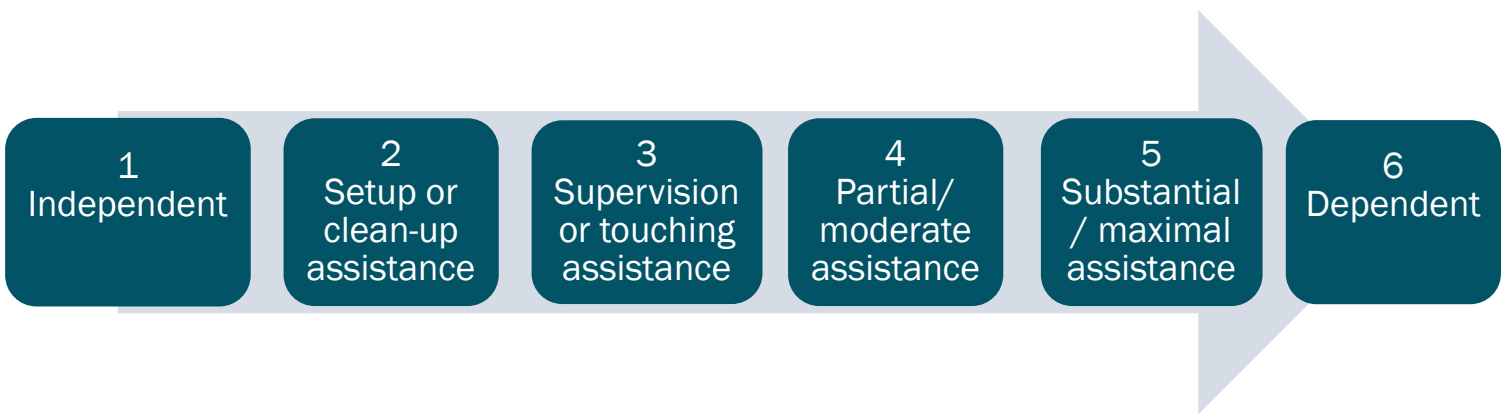 1
Independent
2
Setup or
clean-up
assistance
3
Supervision
or touching
assistance
4
Partial/
moderate
assistance
5
Substantial
/ maximal
assistance
6
Dependent